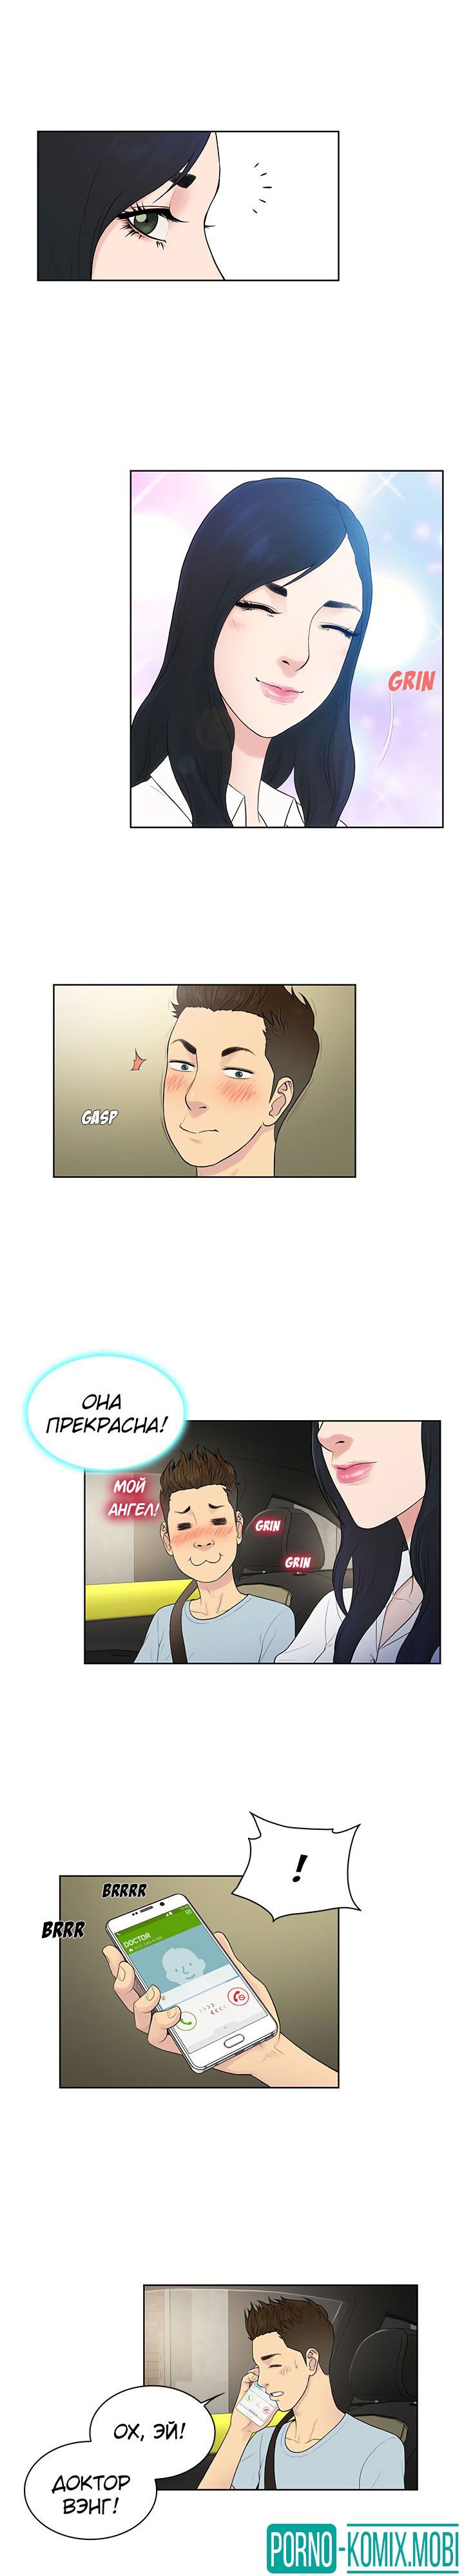 GRIN
GASP
ОНА
ПРЕКРАСНА!
МОЙ
АНГЕЛ!
GRIN
GRIN
!
BRRRR
BRRR
DOCTOR
ОХ, ЭЙ!
ДОКТОР
ВЭНГ!
PORNO-KOMIX.MOBI